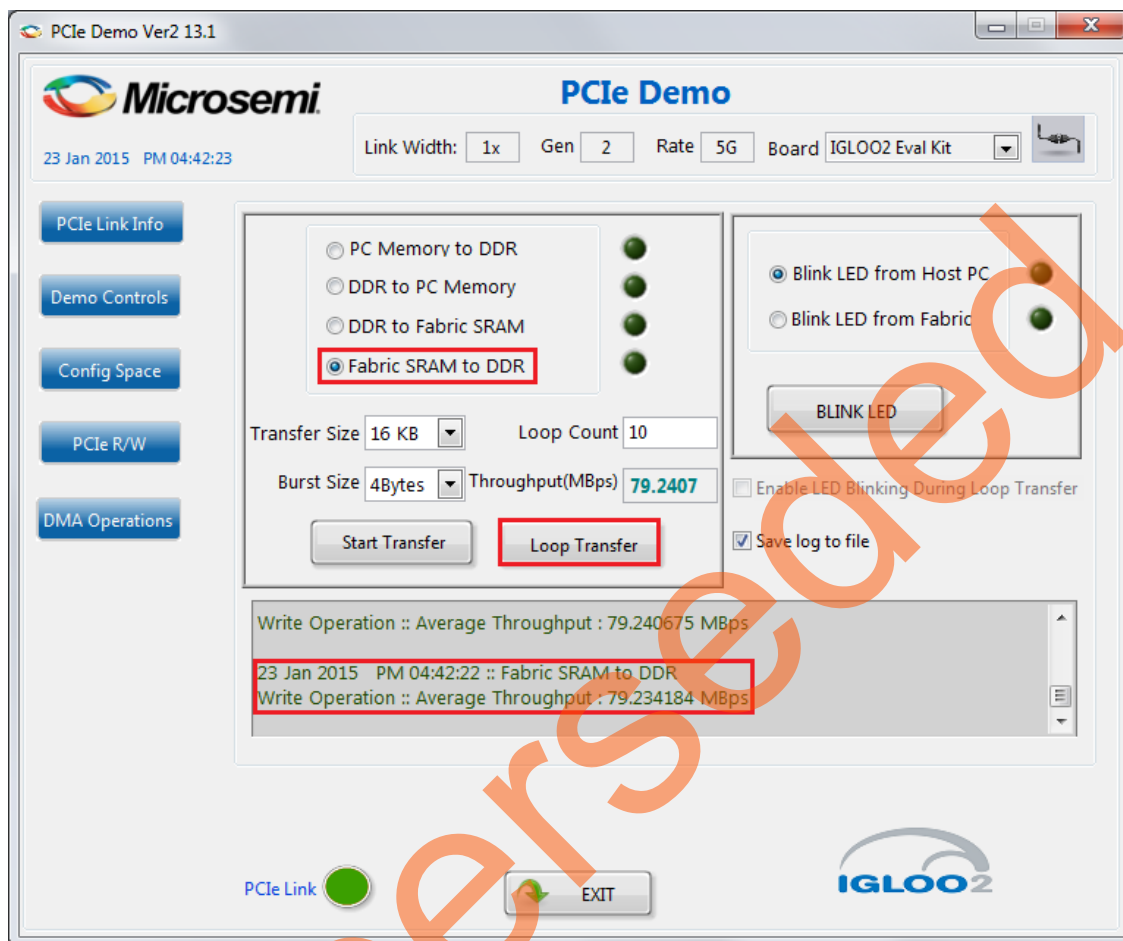 PCIe Demo Ver2 13.1
Microsemi.
PCIe Demo
23 Jan 2015 PM 04:42:23
Link Width: 1x Gen 2 Rate 5G Board IGLOO2 Eval Kit
PCIe Link Info
Demo Controls
Config Space
PCIe R/W
DMA Operations
PC Memory to DDR
DDR to PC Memory
DDR to Fabric SRAM
Fabric SRAM to DDR
Transfer Size 16 KB Loop Count 10
Burst Size 4Bytes Throughput(MBps) 79.2407
Start Transfer Loop Transfer
Blink LED from Host PC
Blink LED from Fabric
BLINK LED
Enable LED Blinking During Loop Transfer
Save log to file
Write Operation :: Average Throughput : 79.240675 MBps
23 Jan 2015 PM 04:42:22 :: Fabric SRAM to DDR
Write Operation :: Average Throughput : 79.234184 MBps
PCIe Link
EXIT
IGLOO2
erseded